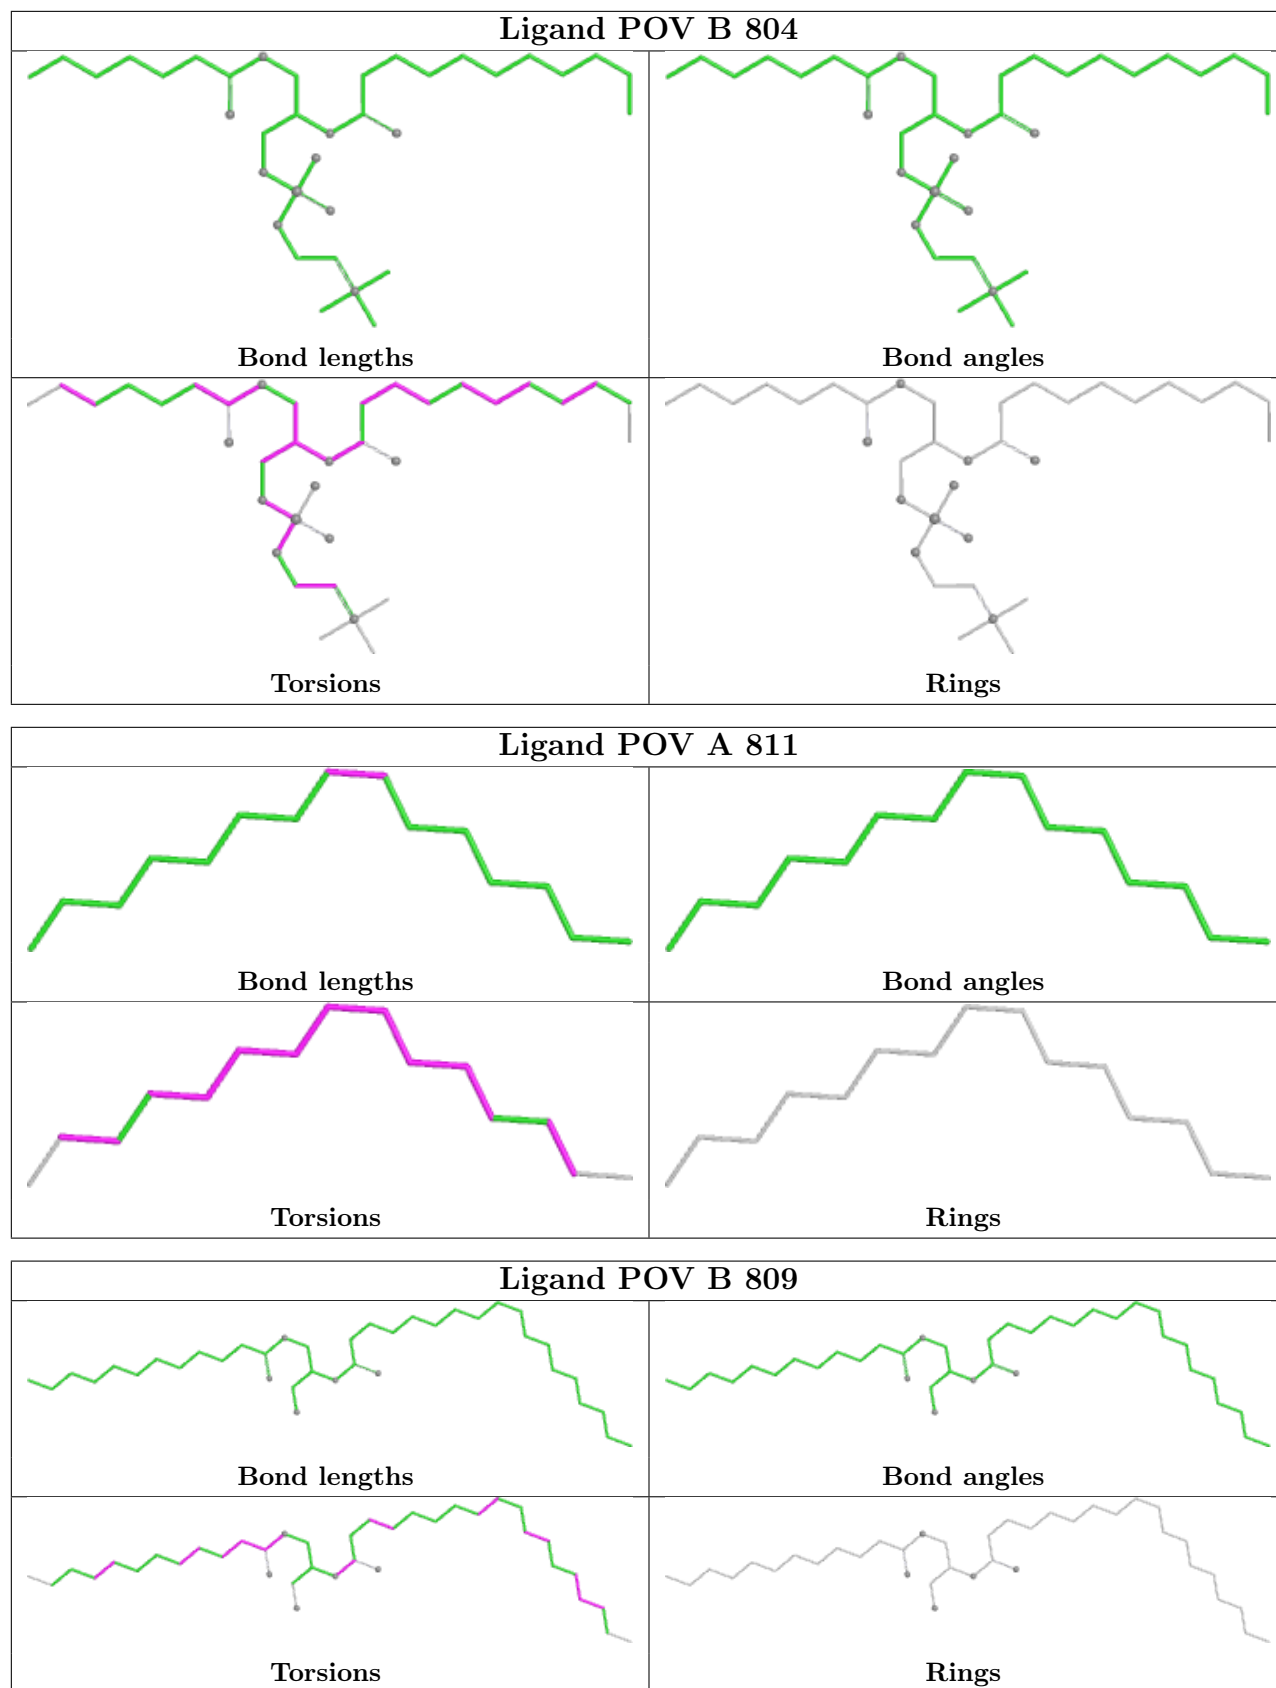 Ligand POV B 804
Bond lengths
Bond angles
Torsions
Rings
Ligand POV A 811
Bond lengths
Bond angles
Torsions
Rings
Ligand POV B 809
Bond lengths
Bond angles
Torsions
Rings